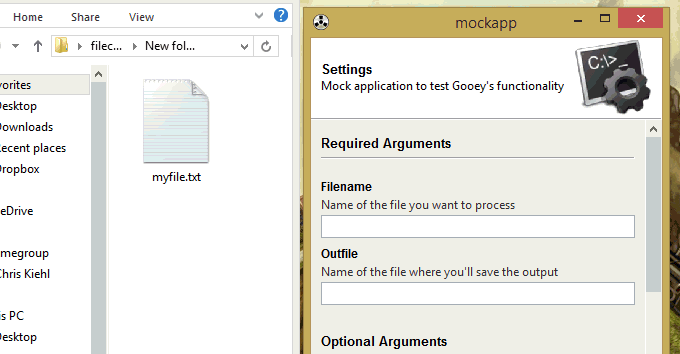 Home Share View
filec... New fol...
avorites
Desktop
Downloads
Recent places
Dropbox
eDrive
megroup
Chris Kiehl
is PC
Desktop
myfile.txt
mockapp
Settings
Mock application to test Gooey's functionality
C:\>_
Required Arguments
Filename
Name of the file you want to process
Outfile
Name of the file where you'll save the output
Optional Arguments